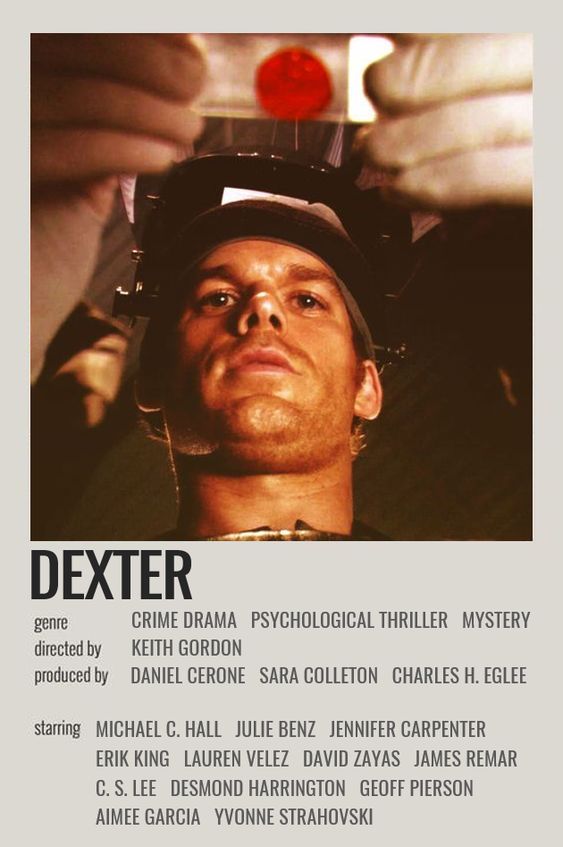 DEXTER
genre CRIME DRAMA PSYCHOLOGICAL THRILLER MYSTERY
directed by KEITH GORDON
produced by DANIEL CERONE SARA COLLETON CHARLES H. EGLEE
starring MICHAEL C. HALL JULIE BENZ JENNIFER CARPENTER
ERIK KING LAUREN VELEZ DAVID ZAYAS JAMES REMAR
C. S. LEE DESMOND HARRINGTON GEOFF PIERSON
AIMEE GARCIA YVONNE STRAHOVSKI